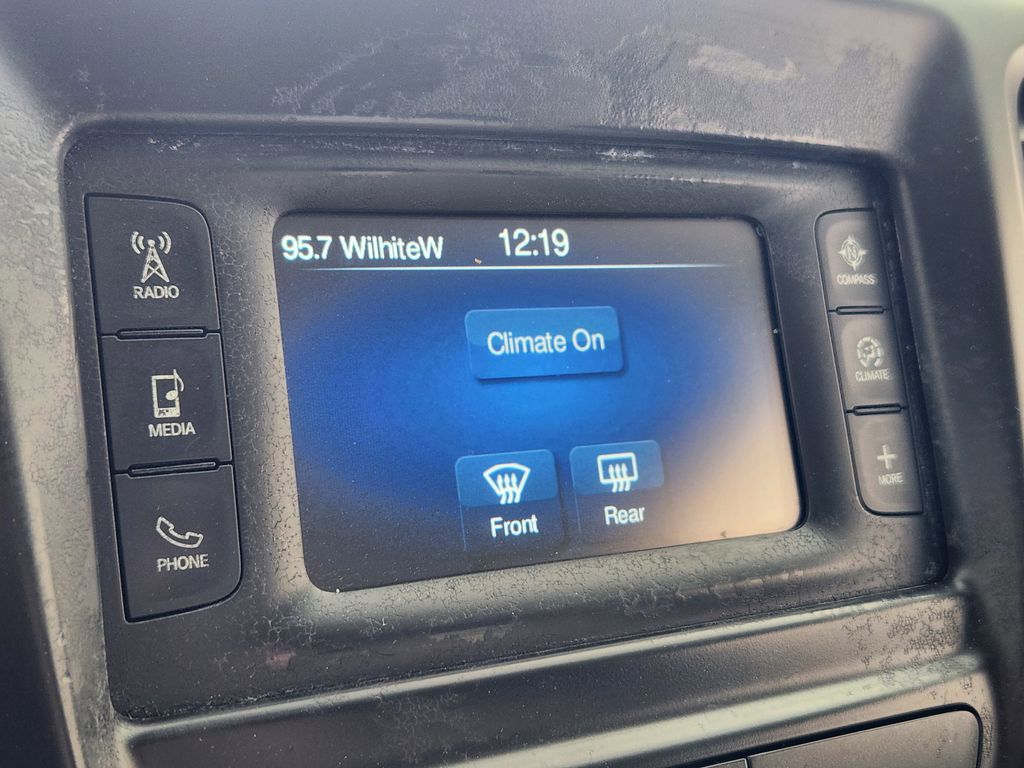 95.7 WilhiteW 12:19
Climate On
Front
Rear
RADIO
MEDIA
PHONE
N
COMPASS
CLIMATE
MORE